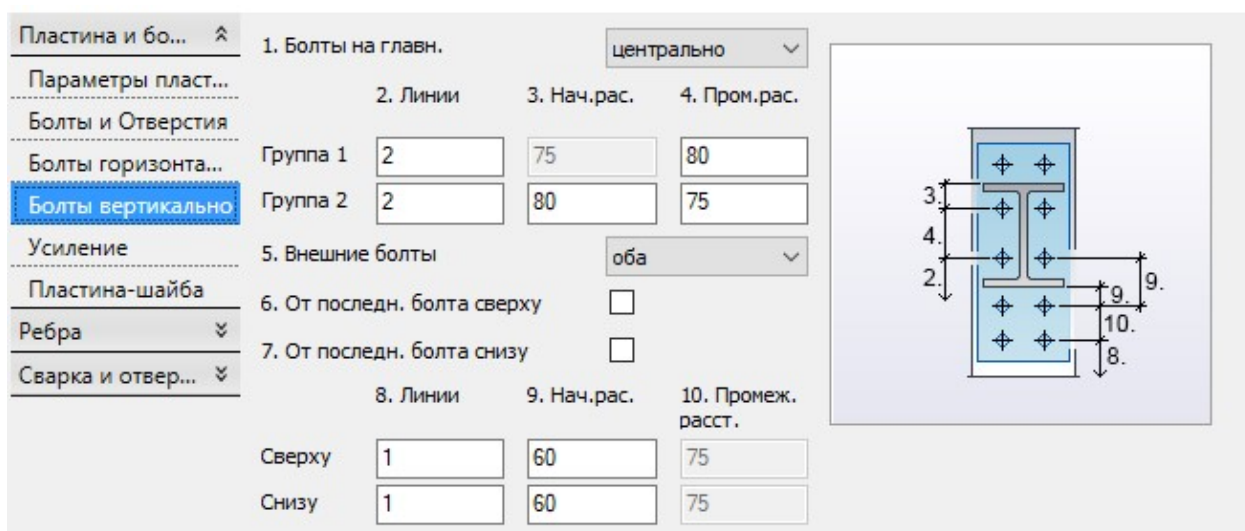 Пластина и бо...
Параметры пласт...
Болты и Отверстия
Болты горизонта...
Болты вертикально
Усиление
Пластина-шайба
Ребра
Сварка и отвер...
1. Болты на главн.
центрально
2. Линии
3. Нач.рас.
4. Пром.рас.
Группа 1
2
75
80
Группа 2
2
80
75
5. Внешние болты
оба
6. От последн. болта сверху
7. От последн. болта снизу
8. Линии
9. Нач.рас.
10. Промеж.
расст.
Сверху
1
60
75
Снизу
1
60
75
3.
4.
2.
9.
9.
10.
8.